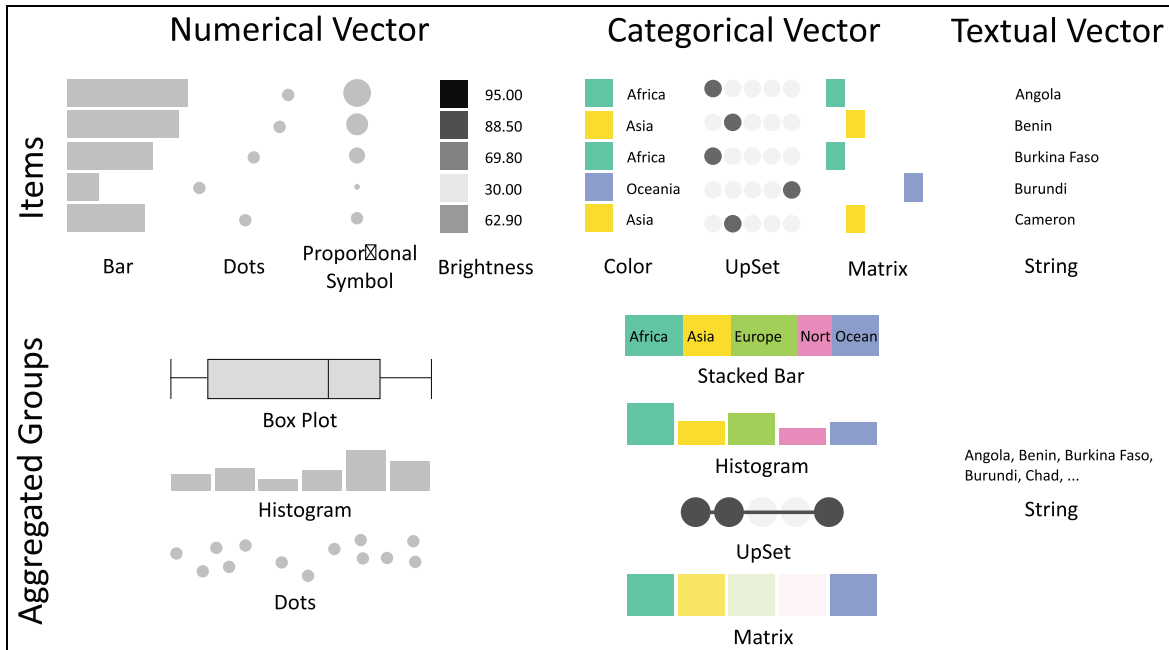 Numerical Vector
Categorical Vector
Textual Vector
Items
95.00
88.50
69.80
30.00
62.90
Africa
Asia
Africa
Oceania
Asia
Angola
Benin
Burkina Faso
Burundi
Cameron
Bar
Dots
Propor☒onal
Symbol
Brightness
Color
UpSet
Matrix
String
Aggregated Groups
Box Plot
Histogram
Dots
Africa Asia Europe Nort Ocean
Stacked Bar
Histogram
UpSet
Matrix
Angola, Benin, Burkina Faso,
Burundi, Chad, ...
String